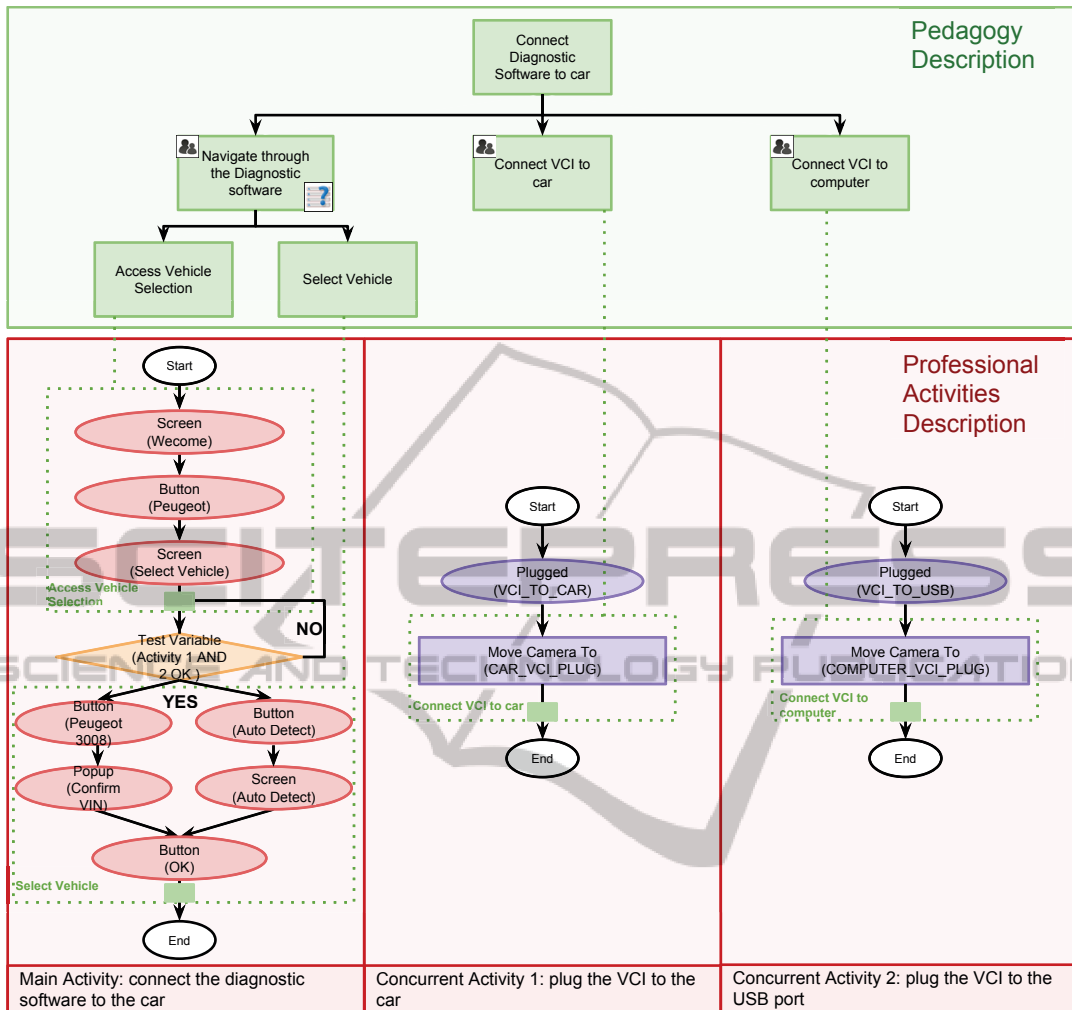 Pedagogy
Description
Connect
Diagnostic
Software to car
Navigate through
the Diagnostic
software
?
Connect VCI to
car
Connect VCI to
computer
Access Vehicle
Selection
Select Vehicle
Professional
Activities
Description
Start
Screen
(Wecome)
Button
(Peugeot)
Screen
(Select Vehicle)
Access Vehicle
Selection
NO
Test Variable
(Activity 1 AND
2 OK )
YES
Button
(Peugeot
3008)
Button
(Auto Detect)
Popup
(Confirm
VIN)
Screen
(Auto Detect)
Button
(OK)
Select Vehicle
End
Start
Plugged
(VCI_TO_CAR)
Move Camera To
(CAR_VCI_PLUG)
Connect VCI to car
End
Start
Plugged
(VCI_TO_USB)
Move Camera To
(COMPUTER_VCI_PLUG)
Connect VCI to
computer
End
SCITEPRESS
SCIENCE AND TECHNOLOGY PUBLICATIONS
Main Activity: connect the diagnostic
software to the car
Concurrent Activity 1: plug the VCI to the
car
Concurrent Activity 2: plug the VCI to the
USB port